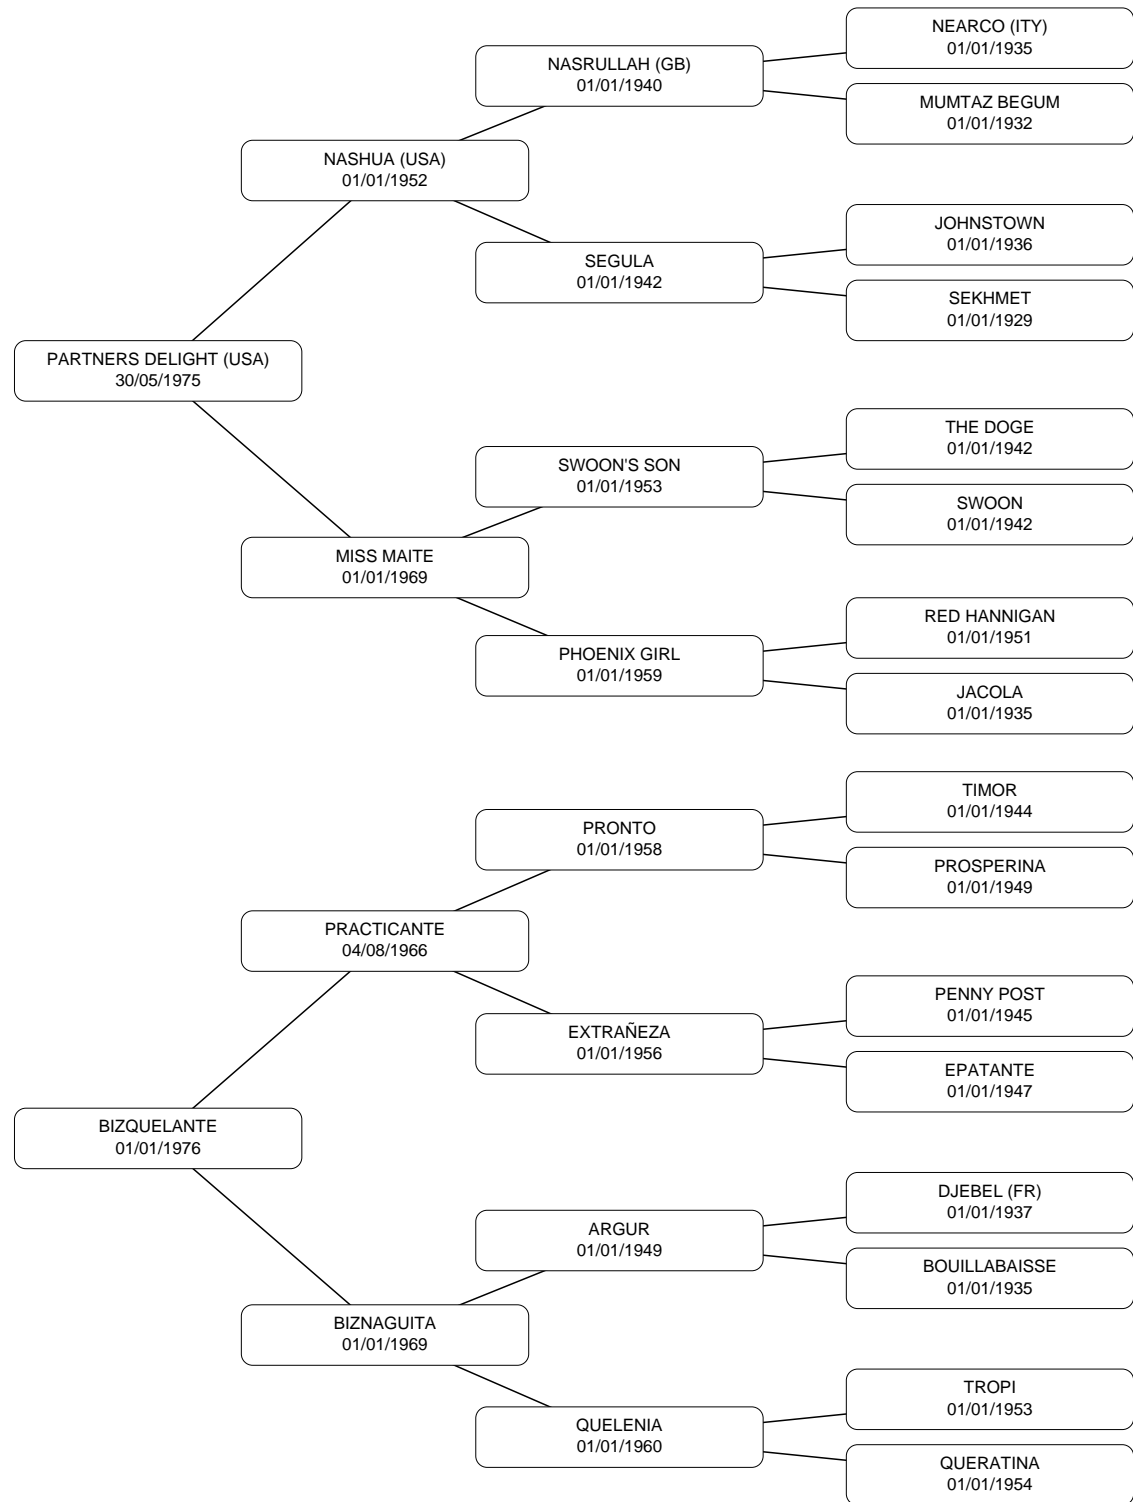 NEARCO (ITY)
01/01/1935
NASRULLAH (GB)
01/01/1940
MUMTAZ BEGUM
01/01/1932
NASHUA (USA)
01/01/1952
JOHNSTOWN
01/01/1936
SEGULA
01/01/1942
SEKHMET
01/01/1929
PARTNERS DELIGHT (USA)
30/05/1975
THE DOGE
01/01/1942
SWOON'S SON
01/01/1953
SWOON
01/01/1942
MISS MAITE
01/01/1969
RED HANNIGAN
01/01/1951
PHOENIX GIRL
01/01/1959
JACOLA
01/01/1935
TIMOR
01/01/1944
PRONTO
01/01/1958
PROSPERINA
01/01/1949
PRACTICANTE
04/08/1966
PENNY POST
01/01/1945
EXTRAÑEZA
01/01/1956
EPATANTE
01/01/1947
BIZQUELANTE
01/01/1976
DJEBEL (FR)
01/01/1937
ARGUR
01/01/1949
BOUILLABAISSE
01/01/1935
BIZNAGUITA
01/01/1969
TROPI
01/01/1953
QUELENIA
01/01/1960
QUERATINA
01/01/1954